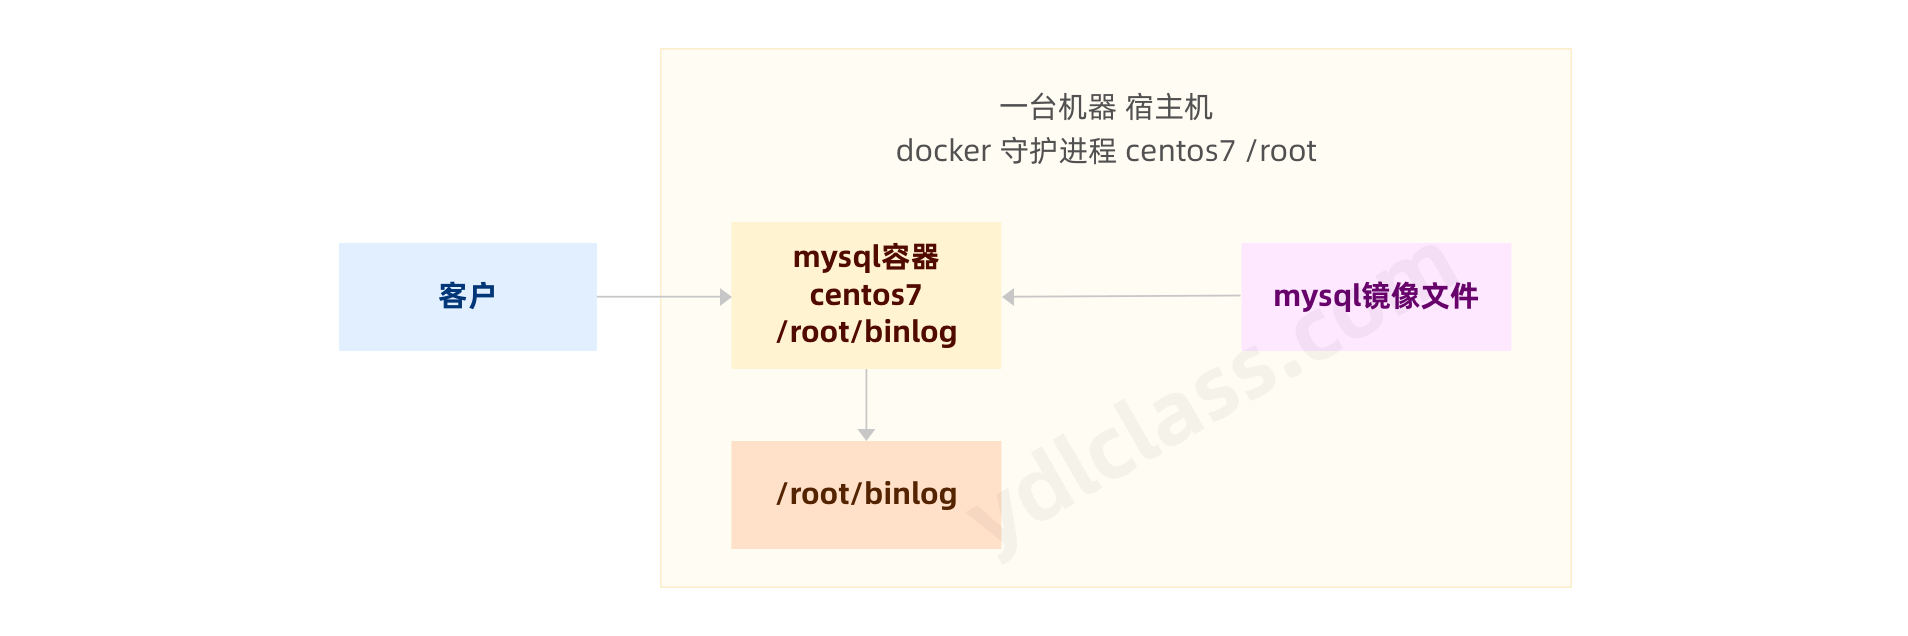 一台机器 宿主机
docker 守护进程 centos7 /root
客户
mysql容器
centos7
/root/binlog
mysql镜像文件
/root/binlog
ydlclass.com